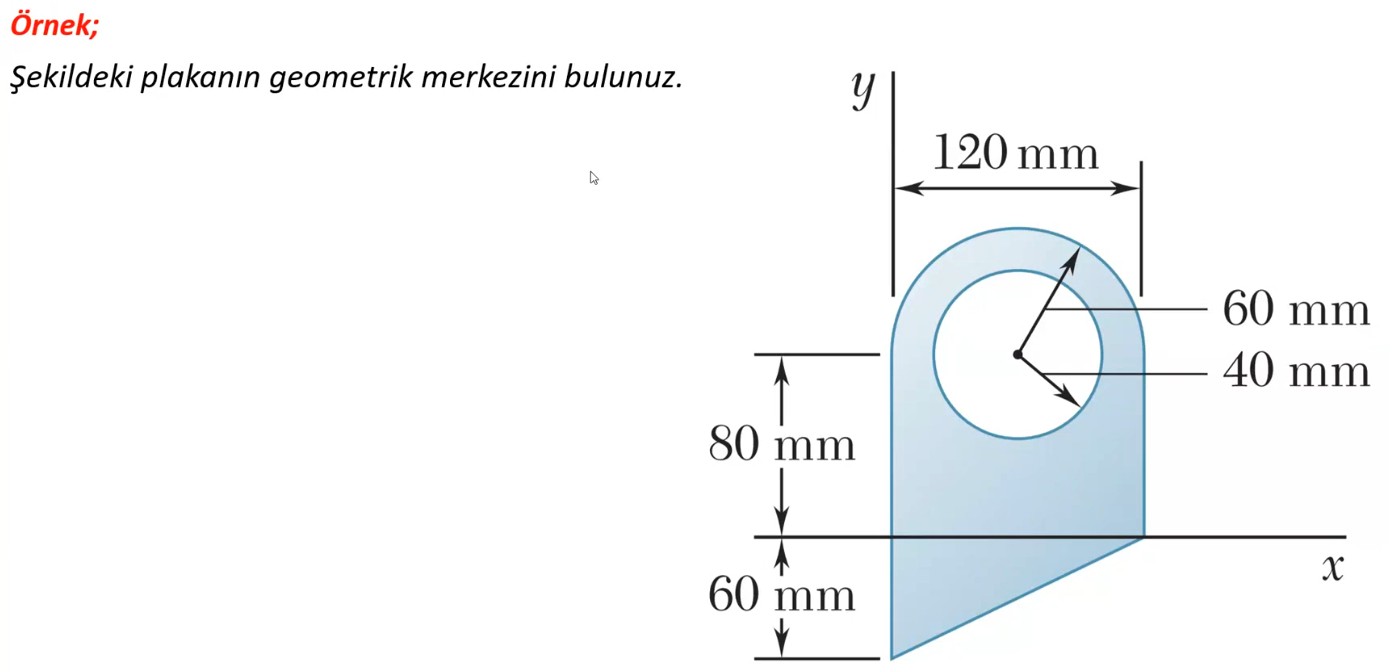 Örnek;
Şekildeki plakanın geometrik merkezini bulunuz.
y
120 mm
60 mm
40 mm
80 mm
x
60 mm